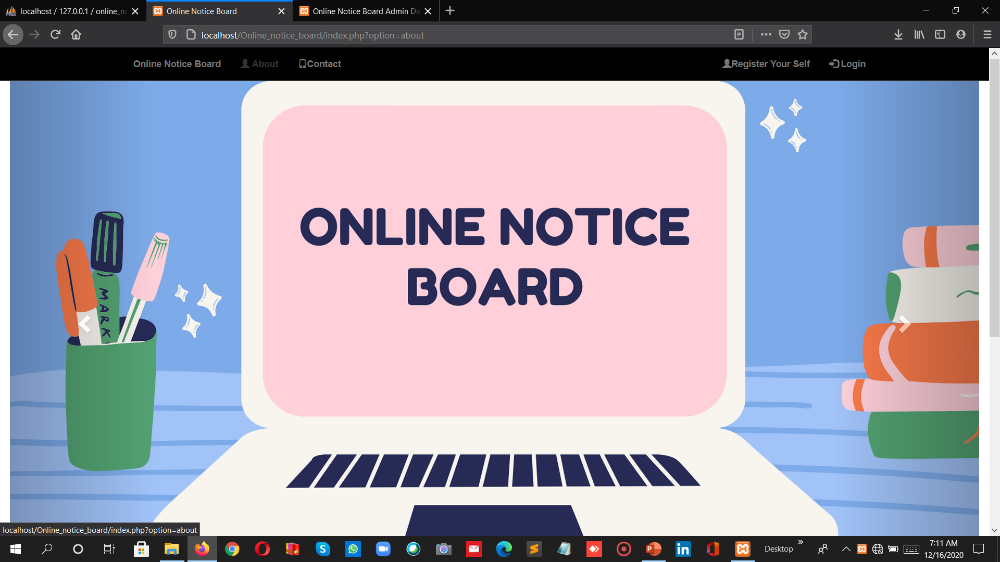 localhost / 127.0.0.1 / online_no
Online Notice Board
Online Notice Board Admin Da
localhost/Online_notice_board/index.php?option=about
Online Notice Board
About
Contact
Register Your Self
Login
ONLINE NOTICE
BOARD
MARK
localhost/Online_notice_board/index.php?option=about
Desktop
7:11 AM
12/16/2020